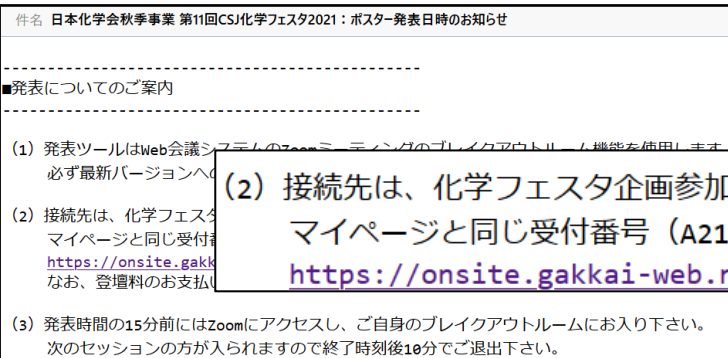 件名 日本化学会秋季事業 第11回CSJ化学フェスタ2021：ポスター発表日時のお知らせ
-----------------------------------------------
■発表についてのご案内
-----------------------------------------------
（1）発表ツールはWeb会議システムのZoomミーティングのブレイクアウトルーム機能を使用します
必ず最新バージョンへの
（2）接続先は、化学フェスタ
マイページと同じ受付
https://onsite.gakk
なお、登壇料のお支払い
（2）接続先は、化学フェスタ企画参加
マイページと同じ受付番号（A21
https://onsite.gakkai-web.n
（3）発表時間の15分前にはZoomにアクセスし、ご自身のブレイクアウトルームにお入り下さい。
次のセッションの方が入られますので終了時刻後10分でご退出下さい。